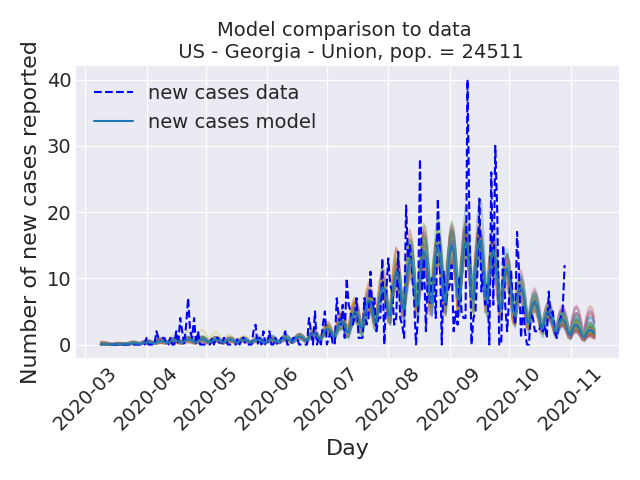 Model comparison to data
US - Georgia - Union, pop. = 24511
Number of new cases reported
40
30
20
10
0
new cases data
new cases model
2020-03
2020-04
2020-05
2020-06
2020-07
2020-08
2020-09
2020-10
2020-11
Day